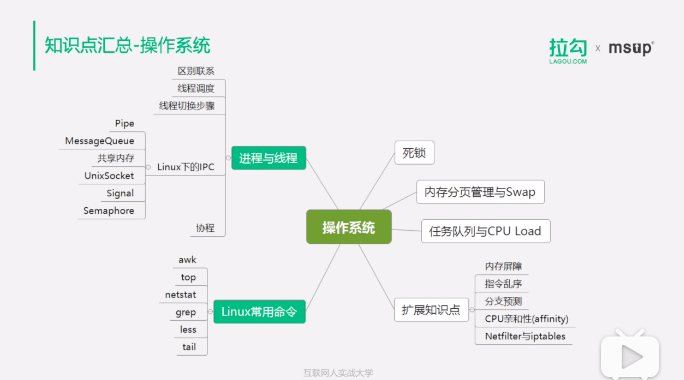 知识点汇总-操作系统
拉勾
LAGOU.COM
x
msup®
区别联系
线程调度
线程切换步骤
Pipe
MessageQueue
共享内存
UnixSocket
Signal
Semaphore
Linux下的IPC
协程
进程与线程
awk
top
netstat
grep
less
tail
Linux常用命令
操作系统
死锁
内存分页管理与Swap
任务队列与CPU Load
扩展知识点
内存屏障
指令乱序
分支预测
CPU亲和性(affinity)
Netfilter与iptables
互联网人实战大学